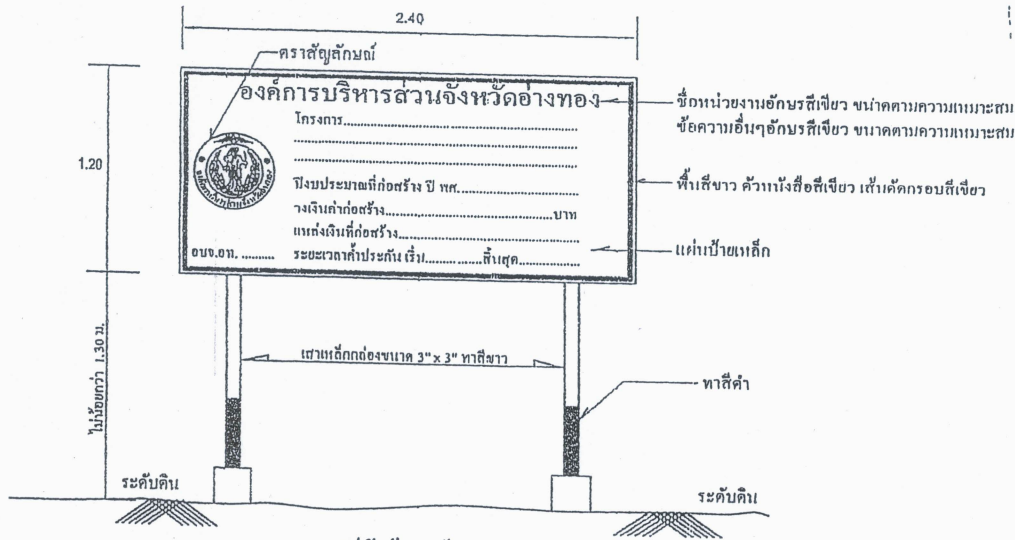 2.40
ตราสัญลักษณ์
องค์การบริหารส่วนจังหวัดอ่างทอง
ชื่อหน่วยงานอักษรสีเขียว ขนาดตามความเหมาะสม
ข้อความอื่นๆอักษรสีเขียว ขนาดตามความเหมาะสม
โครงการ
1.20
ปีงบประมาณที่ก่อสร้าง ปี พศ.
พื้นสีขาว ตัวหนังสือสีเขียว เส้นคัดกรอบสีเขียว
วงเงินค่าก่อสร้าง บาท
แหล่งเงินที่ก่อสร้าง
แผ่นป้ายเหล็ก
อบจ.อท. ระยะเวลาค้ำประกัน เริ่ม สิ้นสุด
ไม่น้อยกว่า 1.30 ม.
เสาเหล็กกล่องขนาด 3" x 3" ทาสีขาว
ทาสีดำ
ระดับดิน
ระดับดิน